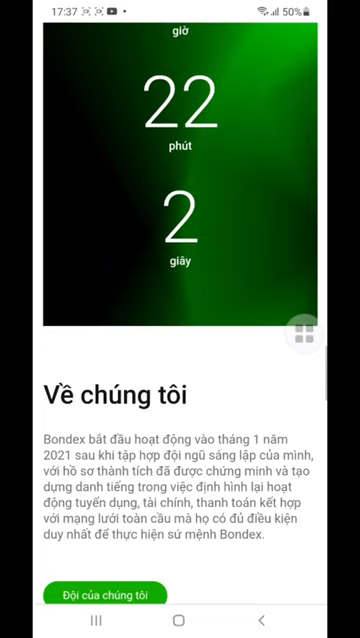 17:37
50%
giờ
22
phút
2
giây
Về chúng tôi
Bondex bắt đầu hoạt động vào tháng 1 năm
2021 sau khi tập hợp đội ngũ sáng lập của mình,
với hồ sơ thành tích đã được chứng minh và tạo
dựng danh tiếng trong việc định hình lại hoạt
động tuyển dụng, tài chính, thanh toán kết hợp
với mạng lưới toàn cầu mà họ có đủ điều kiện
duy nhất để thực hiện sứ mệnh Bondex.
Đội của chúng tôi